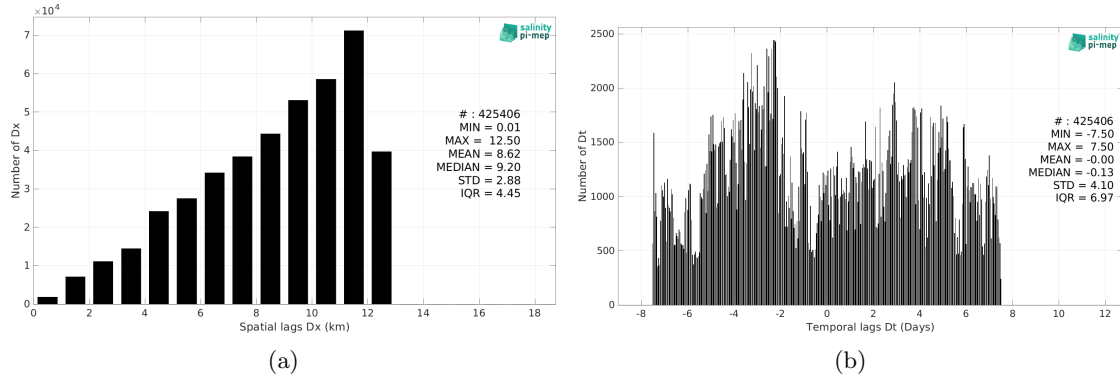 ×10⁴
7
6
5
4
3
2
1
0
Number of Dx
0 2 4 6 8 10 12 14 16 18
Spatial lags Dx (km)
salinity
pi-mep
# : 425406
MIN = 0.01
MAX = 12.50
MEAN = 8.62
MEDIAN = 9.20
STD = 2.88
IQR = 4.45
(a)
2500
2000
1500
1000
500
0
Number of Dt
-8 -6 -4 -2 0 2 4 6 8 10 12
Temporal lags Dt (Days)
salinity
pi-mep
# : 425406
MIN = -7.50
MAX = 7.50
MEAN = -0.00
MEDIAN = -0.13
STD = 4.10
IQR = 6.97
(b)